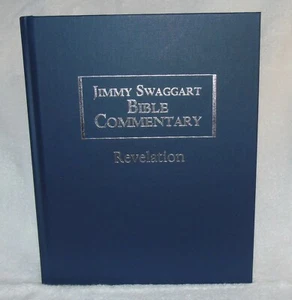 Jimmy Swaggart
Bible
Commentary
Revelation